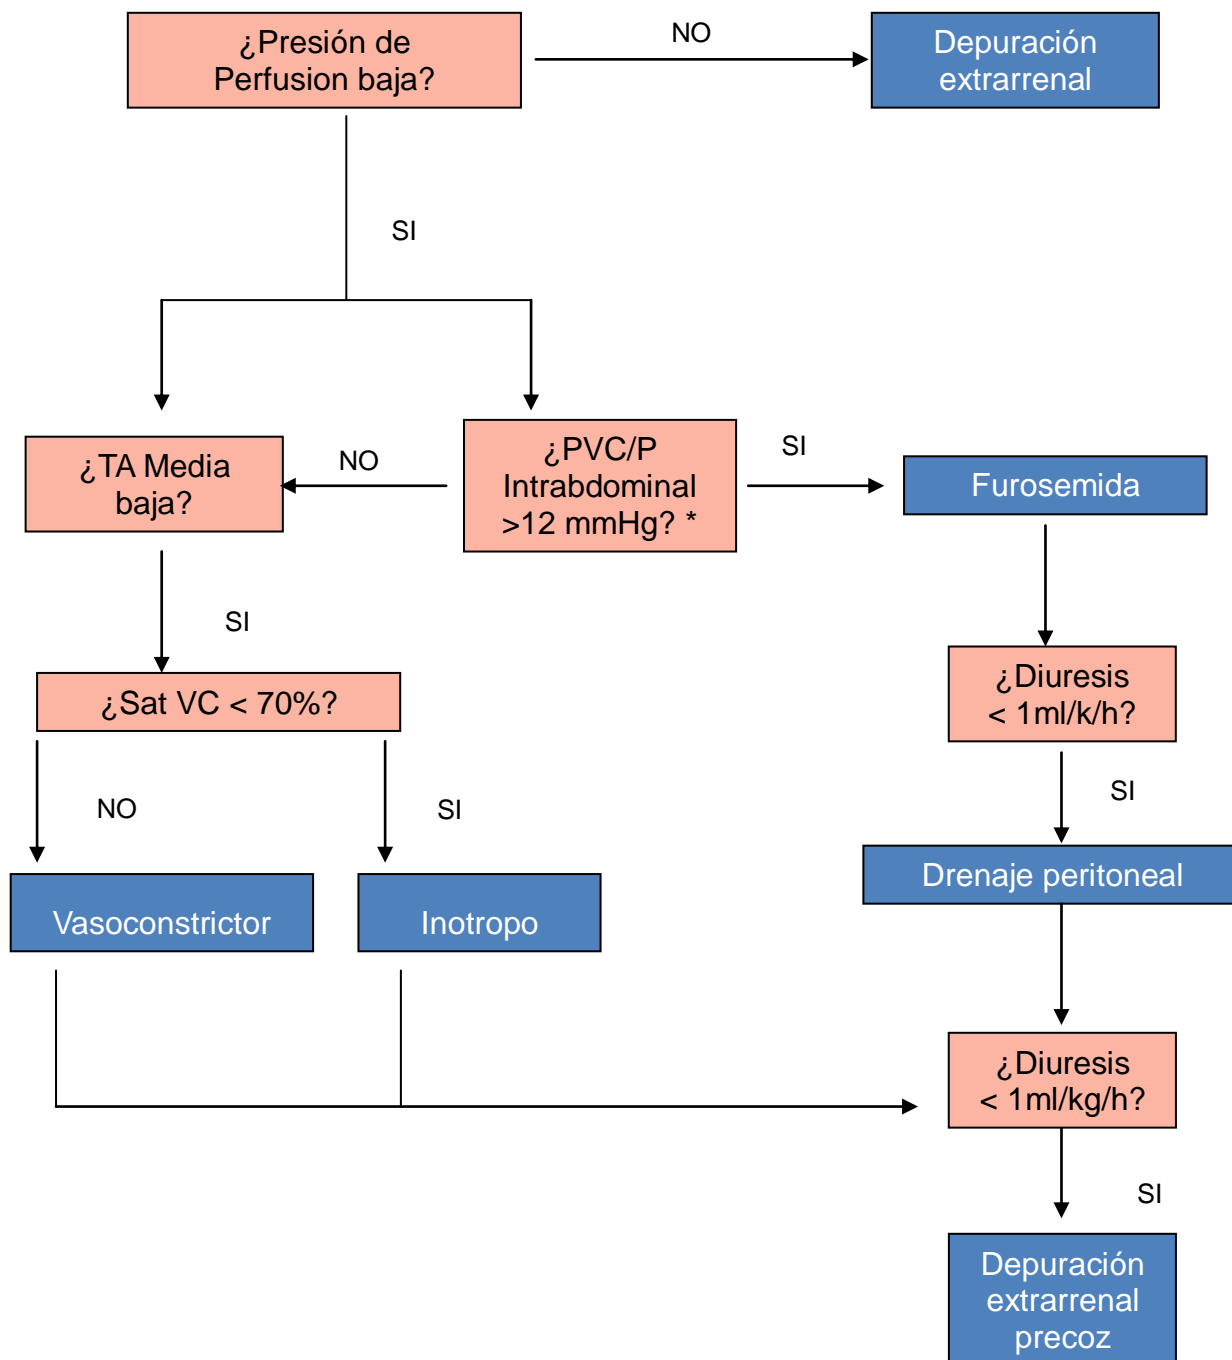 ¿Presión de
Perfusion baja?
NO
Depuración
extrarrenal
SI
¿TA Media
baja?
NO
¿PVC/P
Intrabdominal
>12 mmHg? *
SI
Furosemida
SI
¿Diuresis
< 1ml/k/h?
¿Sat VC < 70%?
NO
SI
SI
Drenaje peritoneal
Vasoconstrictor
Inotropo
¿Diuresis
< 1ml/kg/h?
SI
Depuración
extrarrenal
precoz